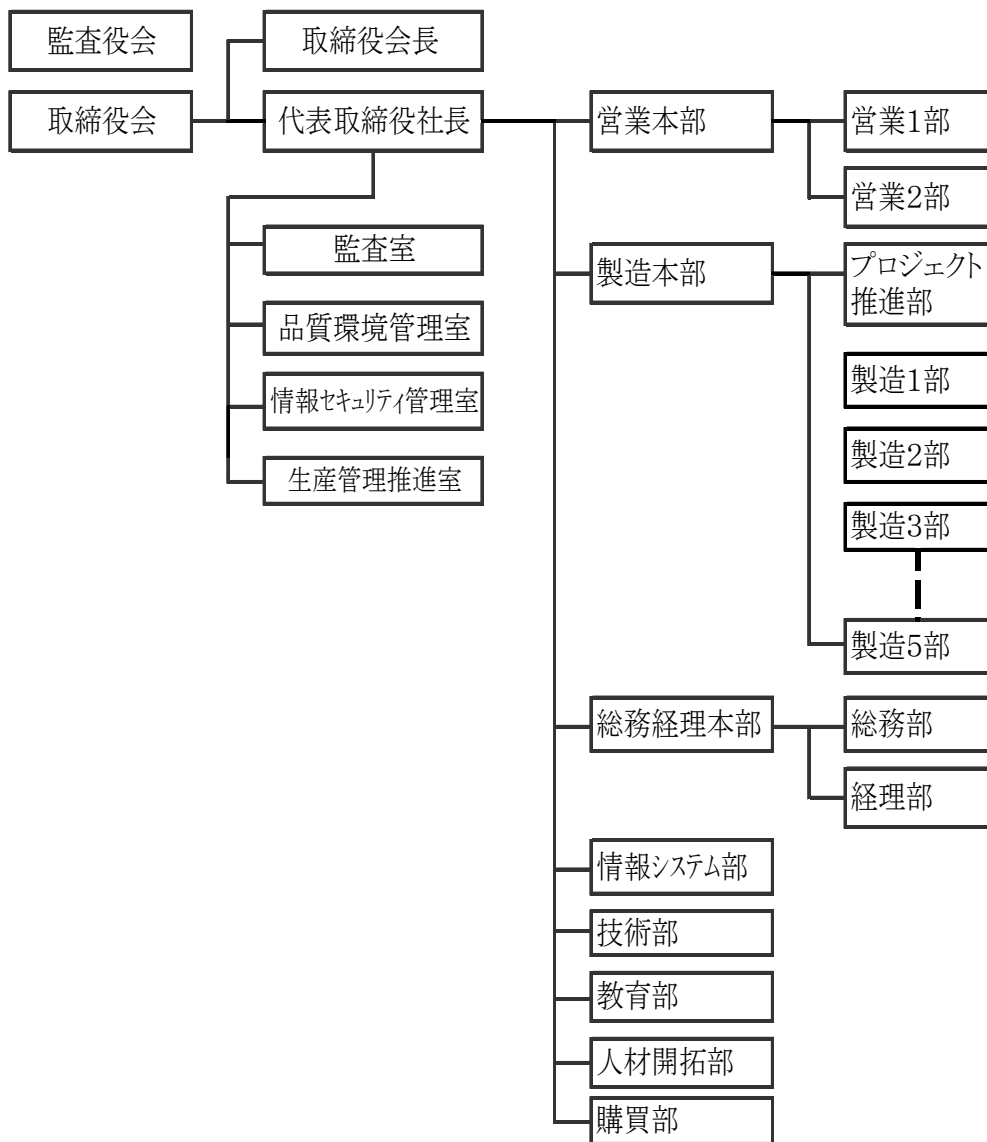 監査役会
取締役会長
取締役会
代表取締役社長
営業本部
営業1部
営業2部
監査室
製造本部
プロジェクト
推進部
品質環境管理室
製造1部
情報セキュリティ管理室
製造2部
生産管理推進室
製造3部
製造5部
総務経理本部
総務部
経理部
情報システム部
技術部
教育部
人材開拓部
購買部